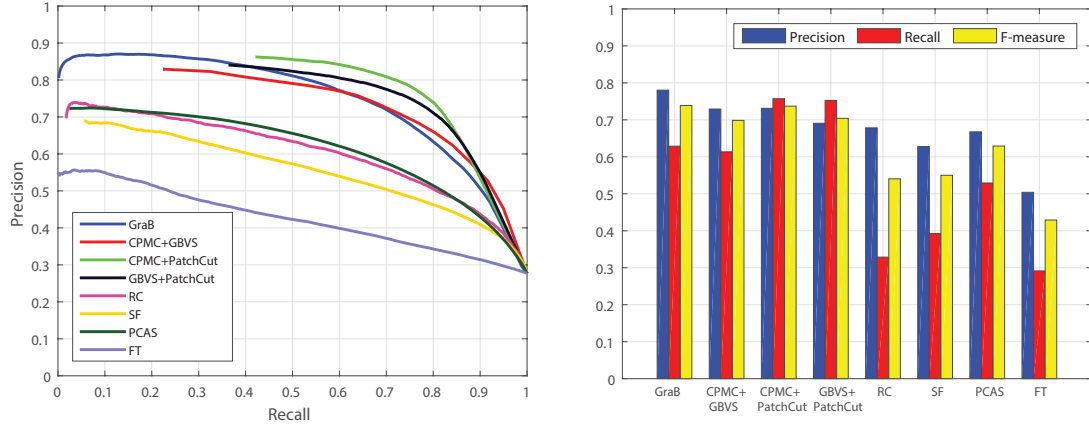 1
0.9
0.8
0.7
0.6
0.5
0.4
0.3
0.2
0.1
0
Precision
GraB
CPMC+GBVS
CPMC+PatchCut
GBVS+PatchCut
RC
SF
PCAS
FT
0 0.1 0.2 0.3 0.4 0.5 0.6 0.7 0.8 0.9 1
Recall
1
0.9
0.8
0.7
0.6
0.5
0.4
0.3
0.2
0.1
0
Precision Recall F-measure
GraB CPMC+ CPMC+ GBVS+ RC SF PCAS FT
GBVS PatchCut PatchCut